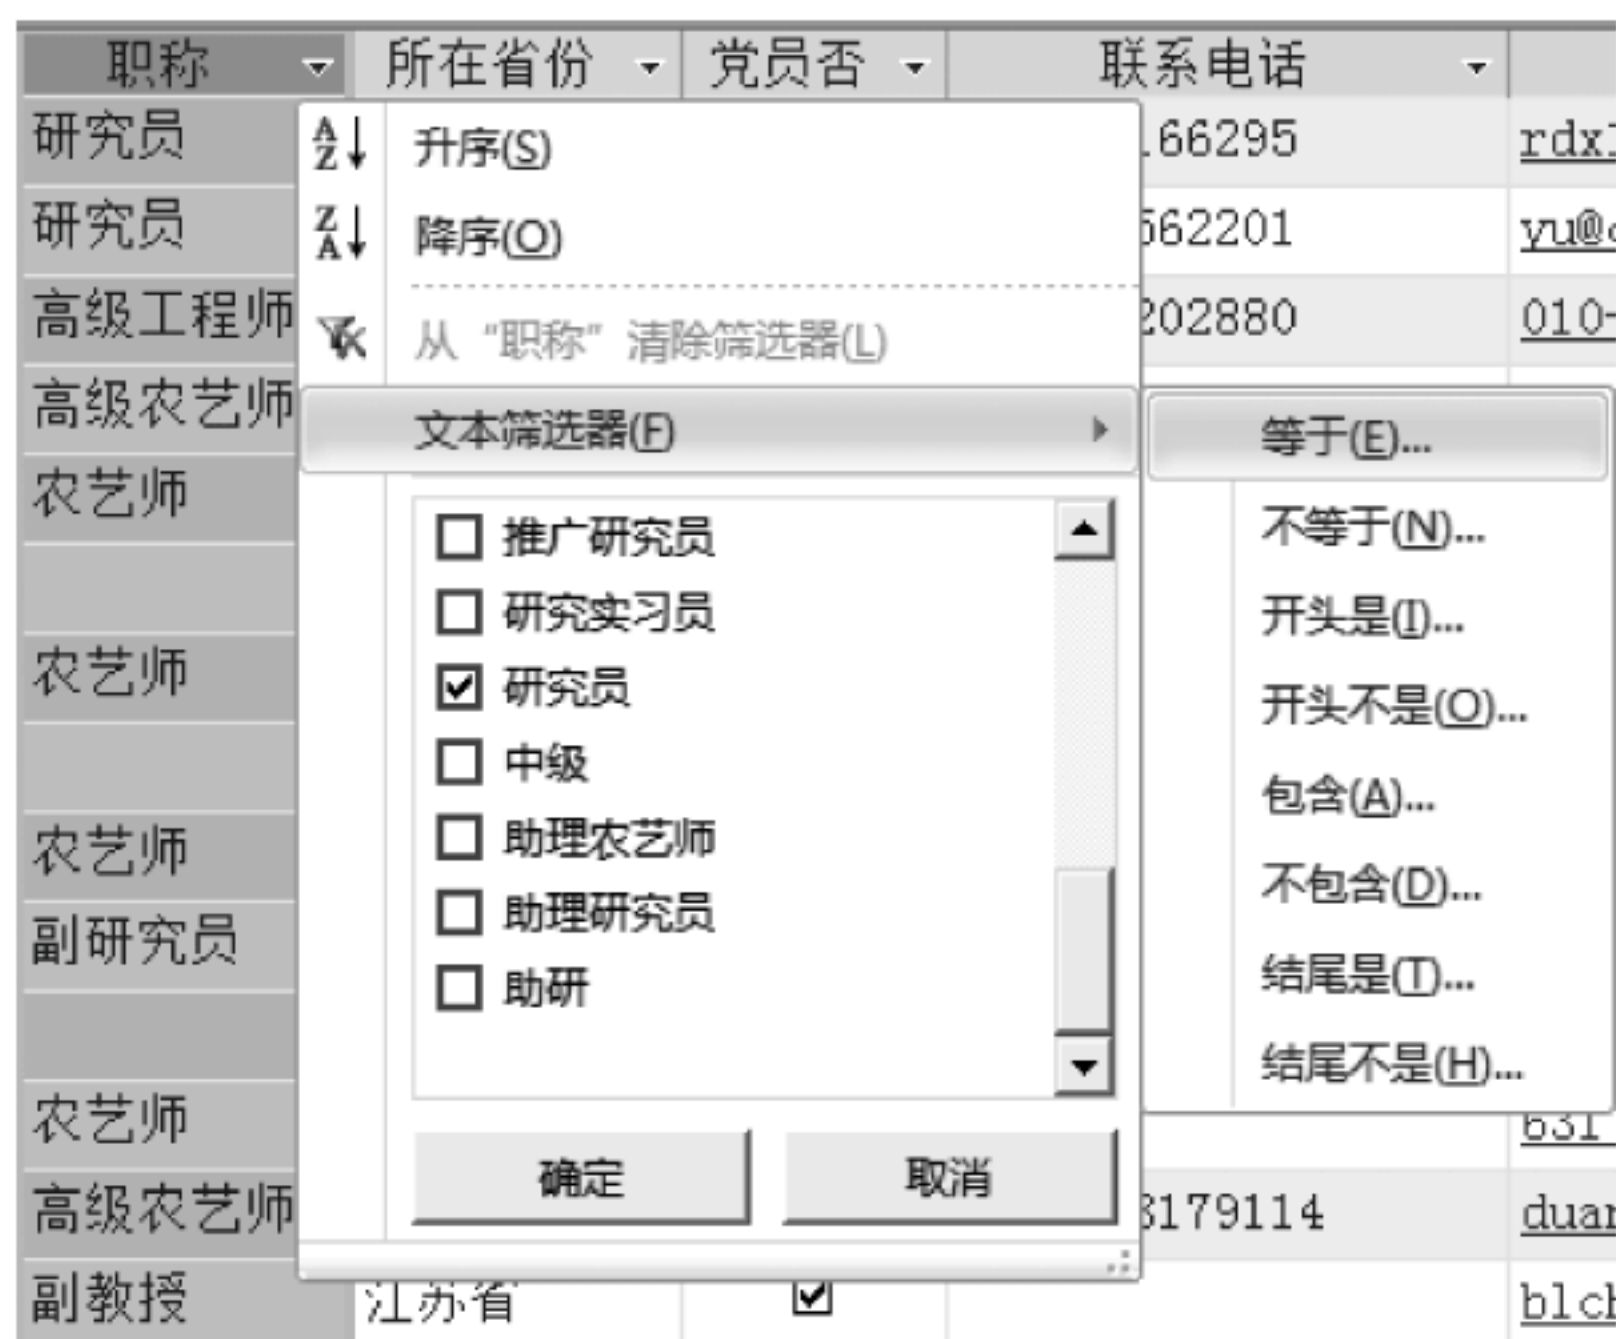 职称 所在省份 党员否 联系电话
研究员 166295
研究员 562201 yu@
高级工程师 202880 010-
高级农艺师
农艺师
农艺师
农艺师
副研究员
农艺师 631
高级农艺师 8179114 duan
副教授 江苏省 blch
升序(S)
降序(O)
从“职称”清除筛选器(L)
文本筛选器(F)
推广研究员
研究实习员
研究员
中级
助理农艺师
助理研究员
助研
确定 取消
等于(E)...
不等于(N)...
开头是(I)...
开头不是(O)...
包含(A)...
不包含(D)...
结尾是(T)...
结尾不是(H)...